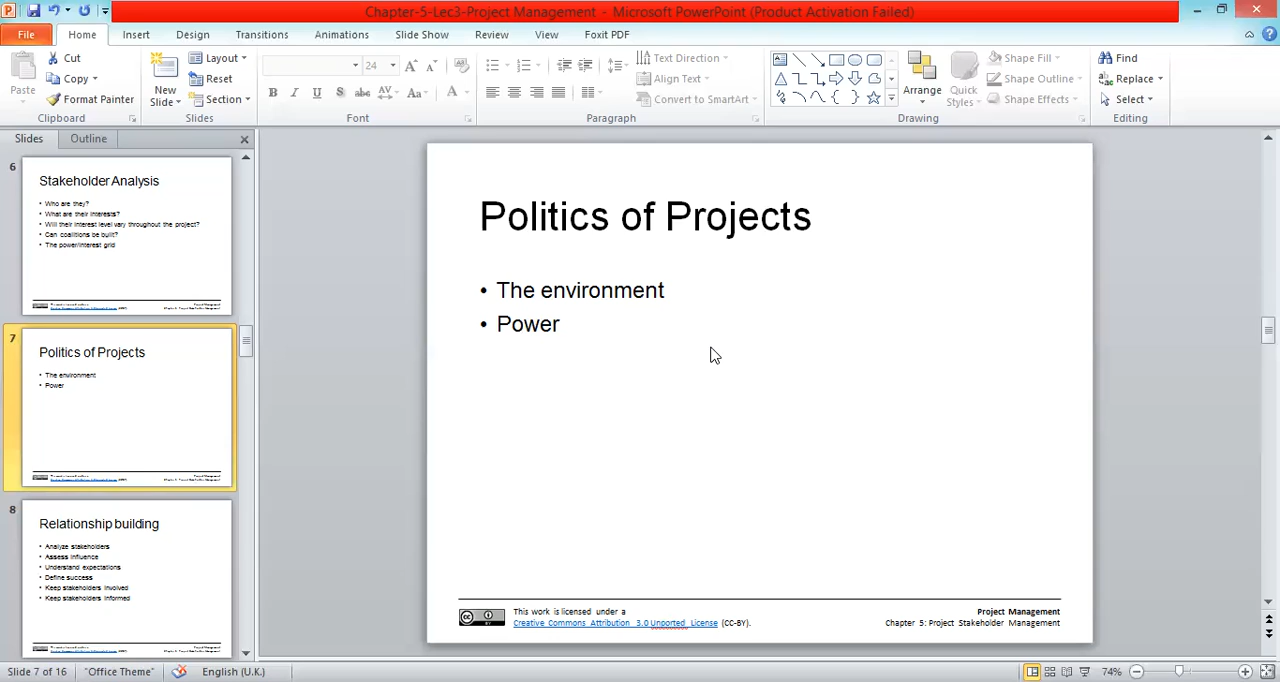 Chapter-5-Lec3-Project Management - Microsoft PowerPoint (Product Activation Failed)
File Home Insert Design Transitions Animations Slide Show Review View Foxit PDF
Paste
Cut
Copy
Format Painter
Clipboard
New Slide
Layout
Reset
Section
Slides
24
B I U S abc AV Aa A
Font
Text Direction
Align Text
Convert to SmartArt
Paragraph
Arrange
Quick Styles
Shape Fill
Shape Outline
Shape Effects
Drawing
Find
Replace
Select
Editing
Slides Outline
6
Stakeholder Analysis
• Who are they?
• What are their interests?
• Will their interest level vary throughout the project?
• Can coalitions be built?
• The power/interest grid
7
Politics of Projects
• The environment
• Power
8
Relationship building
• Analyze stakeholders
• Assess influence
• Understand expectations
• Define success
• Keep stakeholders involved
• Keep stakeholders informed
Politics of Projects
• The environment
• Power
This work is licensed under a
Creative Commons Attribution 3.0 Unported License (CC-BY).
Project Management
Chapter 5: Project Stakeholder Management
Slide 7 of 16 "Office Theme" English (U.K.) 74%